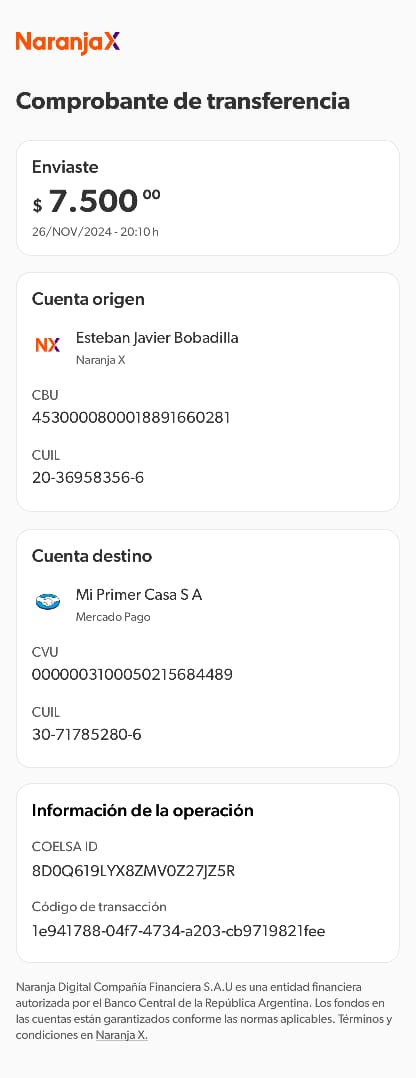 NaranjaX
Comprobante de transferencia
Enviaste
$ 7.500 00
26/NOV/2024 - 20:10 h
Cuenta origen
NX
Esteban Javier Bobadilla
Naranja X
CBU
4530000800018891660281
CUIL
20-36958356-6
Cuenta destino
Mi Primer Casa S A
Mercado Pago
CVU
0000003100050215684489
CUIL
30-71785280-6
Información de la operación
COELSA ID
8D0Q619LYX8ZMV0Z27JZ5R
Código de transacción
1e941788-04f7-4734-a203-cb9719821fee
Naranja Digital Compañía Financiera S.A.U es una entidad financiera
autorizada por el Banco Central de la República Argentina. Los fondos en
las cuentas están garantizados conforme las normas aplicables. Términos y
condiciones en Naranja X.